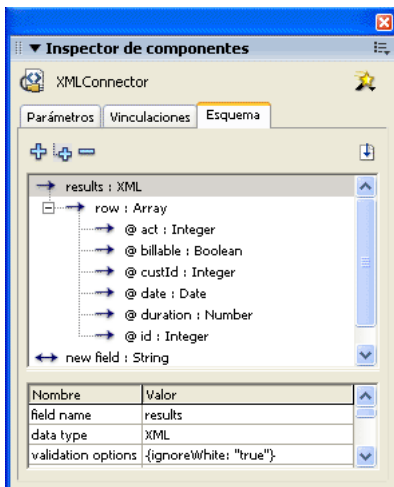 Inspector de componentes
XMLConnector
Parámetros Vinculaciones Esquema
results : XML
row : Array
@ act : Integer
@ billable : Boolean
@ custId : Integer
@ date : Date
@ duration : Number
@ id : Integer
new field : String
Nombre Valor
field name results
data type XML
validation options {ignoreWhite: "true"}